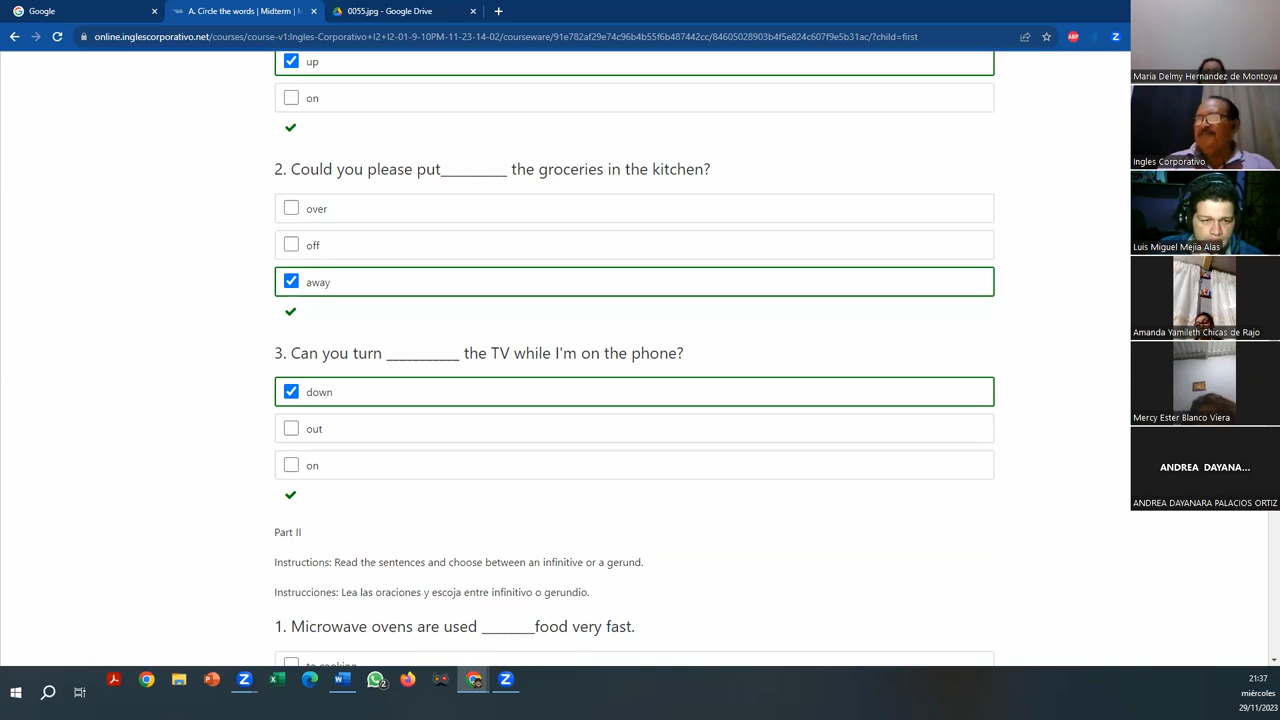 Google
A. Circle the words | Midterm |
0055.jpg - Google Drive
online.inglescorporativo.net/courses/course-v1:Ingles-Corporativo+I2+I2-01-9-10PM-11-23-14-02/courseware/91e782af29e74c96b4b55f6b487442cc/84605028903b4f5e824c607f9e5b31ac/?child=first
ABP
up
on
2. Could you please put_________ the groceries in the kitchen?
over
off
away
3. Can you turn __________ the TV while I'm on the phone?
down
out
on
Part II
Instructions: Read the sentences and choose between an infinitive or a gerund.
Instrucciones: Lea las oraciones y escoja entre infinitivo o gerundio.
1. Microwave ovens are used _______food very fast.
to cooking
Maria Delmy Hernandez de Montoya
Ingles Corporativo
Luis Miguel Mejia Alas
Amanda Yamileth Chicas de Rajo
Mercy Ester Blanco Viera
ANDREA DAYANA...
ANDREA DAYANARA PALACIOS ORTIZ
2
21:37
miércoles
29/11/2023